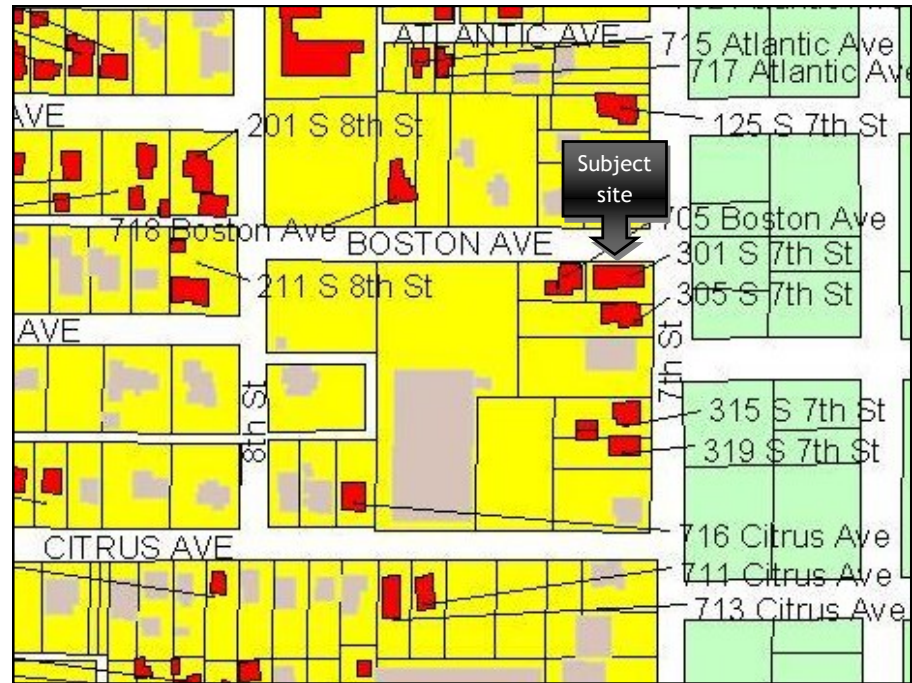 ATLANTIC AVE
715 Atlantic Ave
717 Atlantic Ave
AVE
201 S 8th St
125 S 7th St
Subject
site
718 Boston Ave
705 Boston Ave
BOSTON AVE
301 S 7th St
211 S 8th St
305 S 7th St
AVE
7th St
8th St
315 S 7th St
319 S 7th St
716 Citrus Ave
CITRUS AVE
711 Citrus Ave
713 Citrus Ave